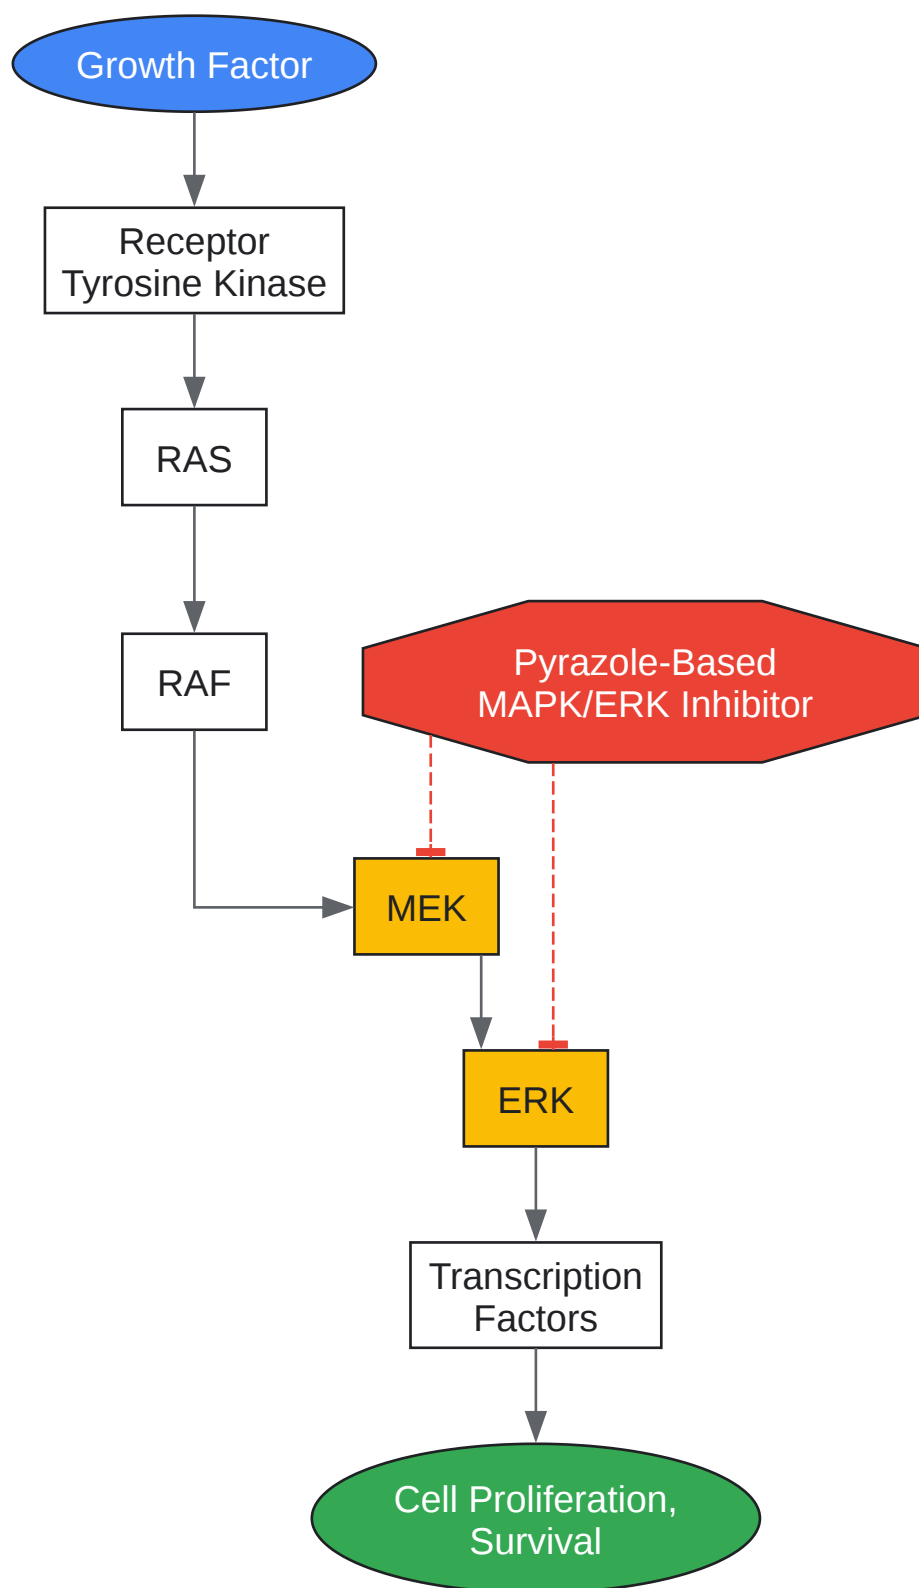 Growth Factor
Receptor
Tyrosine Kinase
RAS
RAF
Pyrazole-Based
MAPK/ERK Inhibitor
MEK
ERK
Transcription
Factors
Cell Proliferation,
Survival